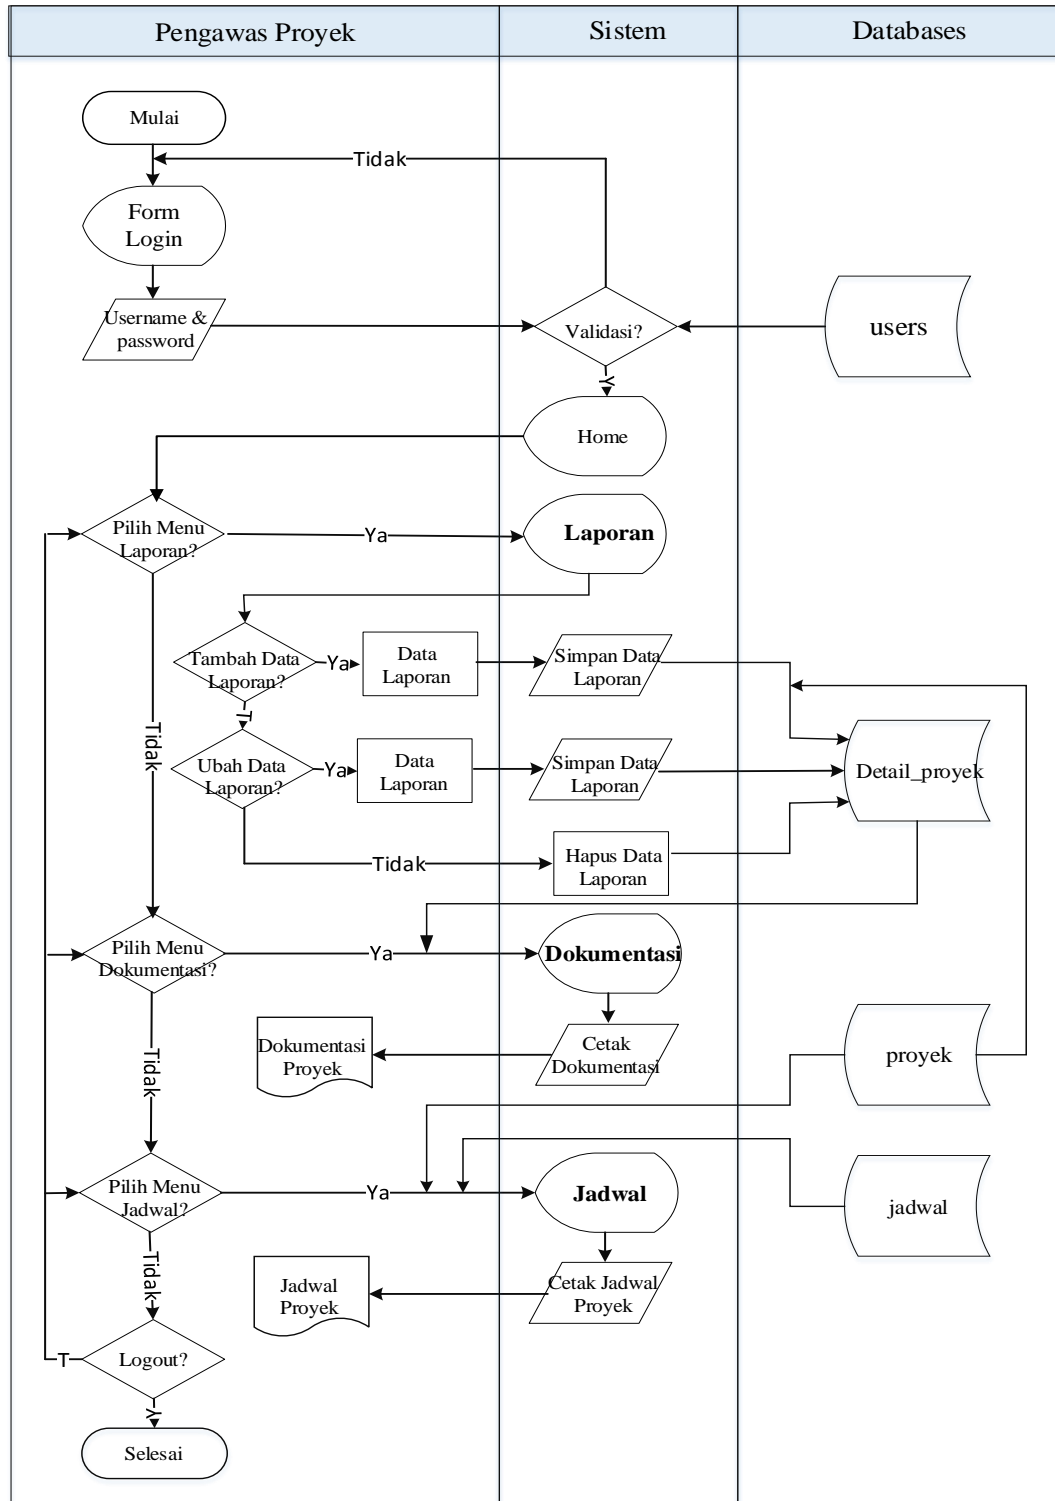 Pengawas Proyek
Sistem
Databases
Mulai
Tidak
Form
Login
Username &
password
Validasi?
users
Y
Home
Pilih Menu
Laporan?
Ya
Laporan
Tambah Data
Laporan?
Ya
Data
Laporan
Simpan Data
Laporan
T
Tidak
Ubah Data
Laporan?
Ya
Data
Laporan
Simpan Data
Laporan
Detail_proyek
Tidak
Hapus Data
Laporan
Pilih Menu
Dokumentasi?
Ya
Dokumentasi
Tidak
Dokumentasi
Proyek
Cetak
Dokumentasi
proyek
Pilih Menu
Jadwal?
Ya
Jadwal
jadwal
Tidak
Jadwal
Proyek
Cetak Jadwal
Proyek
T
Logout?
Y
Selesai